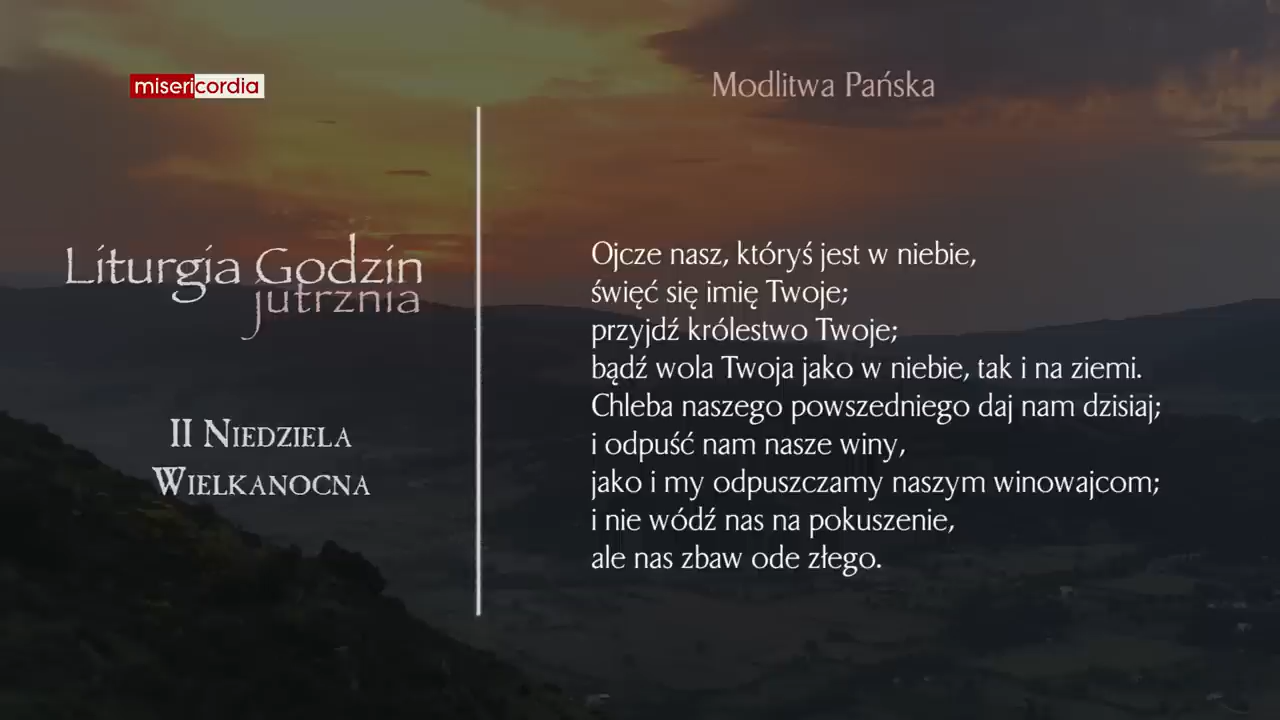 misericordia
Modlitwa Pańska
Liturgia Godzin
jutrznia
II Niedziela
Wielkanocna
Ojcze nasz, któryś jest w niebie,
święć się imię Twoje;
przyjdź królestwo Twoje;
bądź wola Twoja jako w niebie, tak i na ziemi.
Chleba naszego powszedniego daj nam dzisiaj;
i odpuść nam nasze winy,
jako i my odpuszczamy naszym winowajcom;
i nie wódź nas na pokuszenie,
ale nas zbaw ode złego.